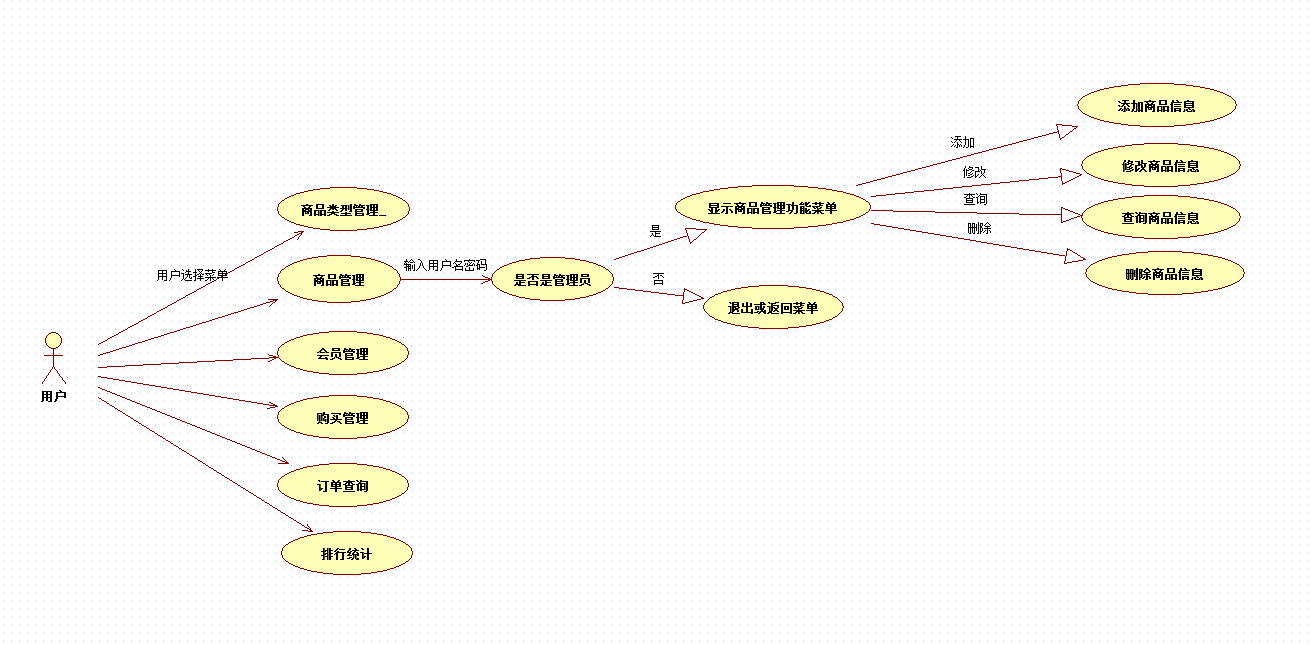 添加商品信息
添加
修改商品信息
修改
查询
商品类型管理_
显示商品管理功能菜单
查询商品信息
删除
是
输入用户名密码
用户选择菜单
删除商品信息
商品管理
是否是管理员
否
退出或返回菜单
会员管理
用户
购买管理
订单查询
排行统计